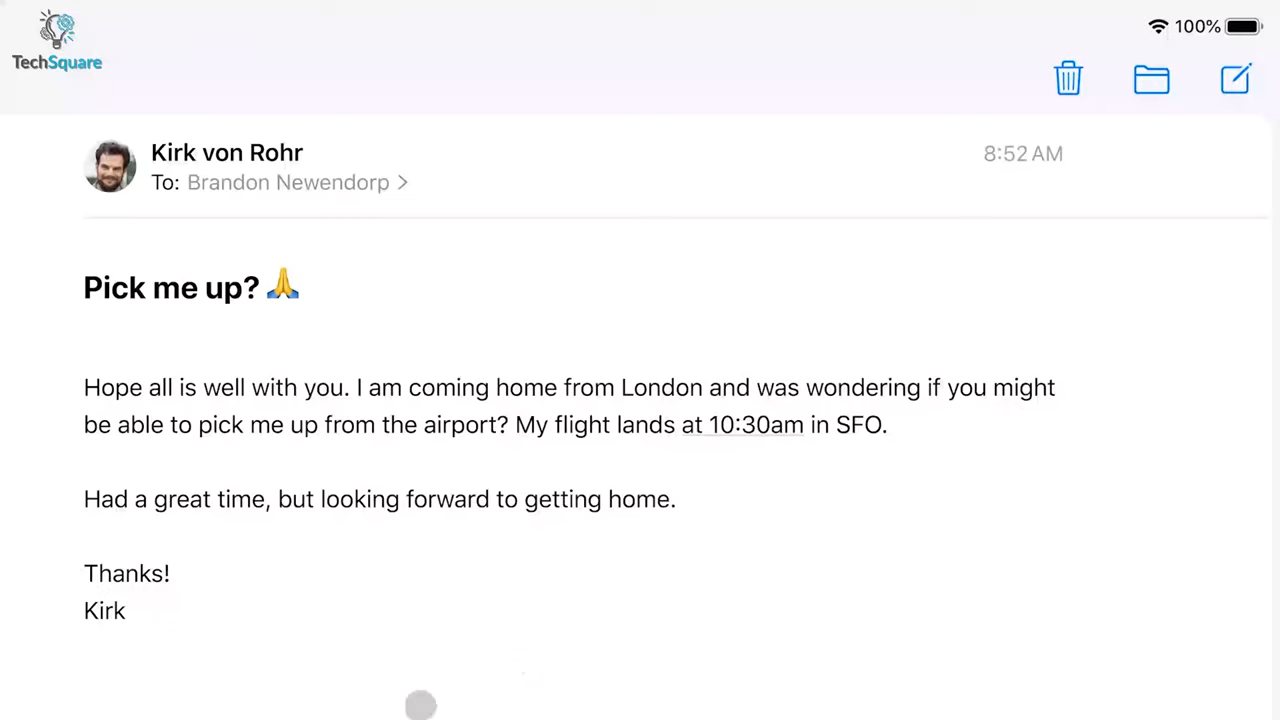 TechSquare
100%
Kirk von Rohr
8:52 AM
To: Brandon Newendorp >
Pick me up? 🙏
Hope all is well with you. I am coming home from London and was wondering if you might
be able to pick me up from the airport? My flight lands at 10:30am in SFO.
Had a great time, but looking forward to getting home.
Thanks!
Kirk